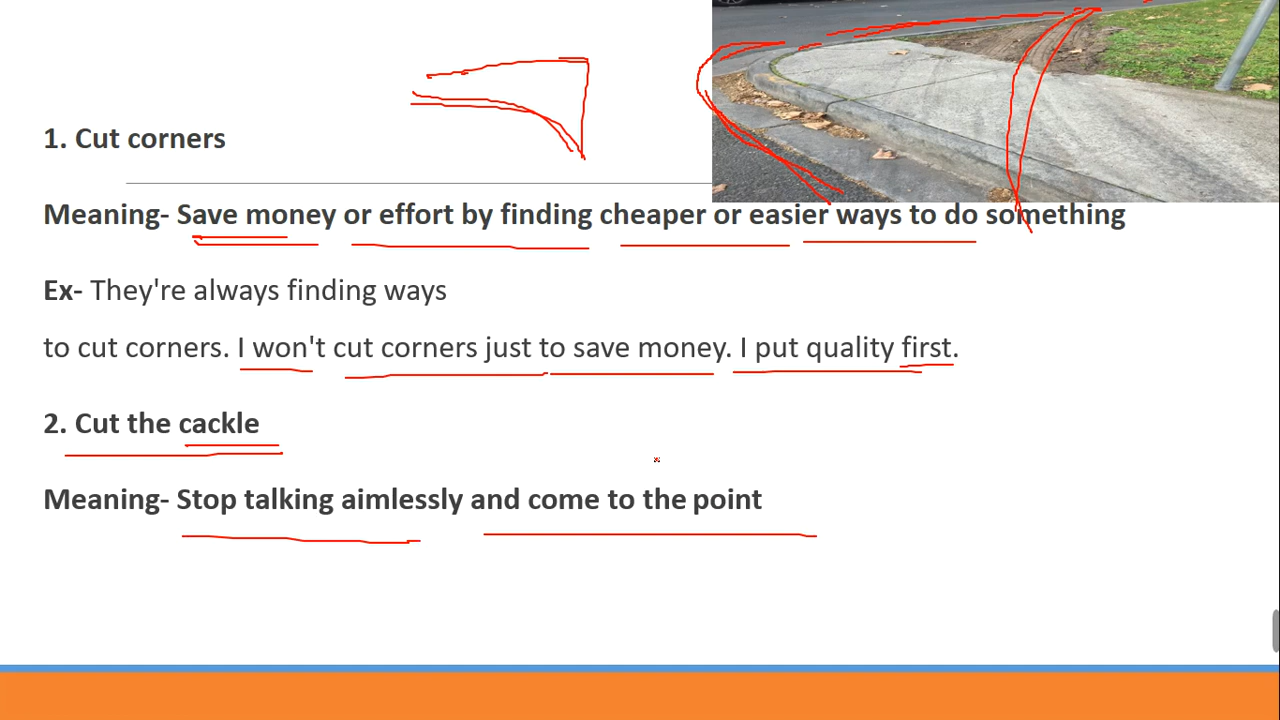 1. Cut corners
Meaning- Save money or effort by finding cheaper or easier ways to do something
Ex- They're always finding ways
to cut corners. I won't cut corners just to save money. I put quality first.
2. Cut the cackle
Meaning- Stop talking aimlessly and come to the point